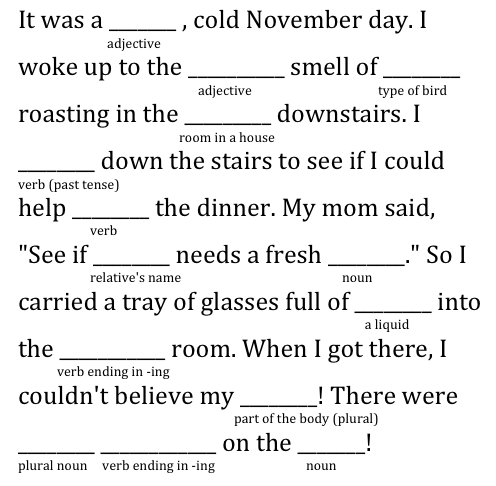 It was a _______ , cold November day. I
adjective
woke up to the __________ smell of ________
adjective type of bird
roasting in the _________ downstairs. I
room in a house
________ down the stairs to see if I could
verb (past tense)
help ________ the dinner. My mom said,
verb
"See if ________ needs a fresh ________." So I
relative's name noun
carried a tray of glasses full of ________ into
a liquid
the ___________ room. When I got there, I
verb ending in -ing
couldn't believe my ________! There were
part of the body (plural)
________ ____________ on the _______!
plural noun verb ending in -ing noun